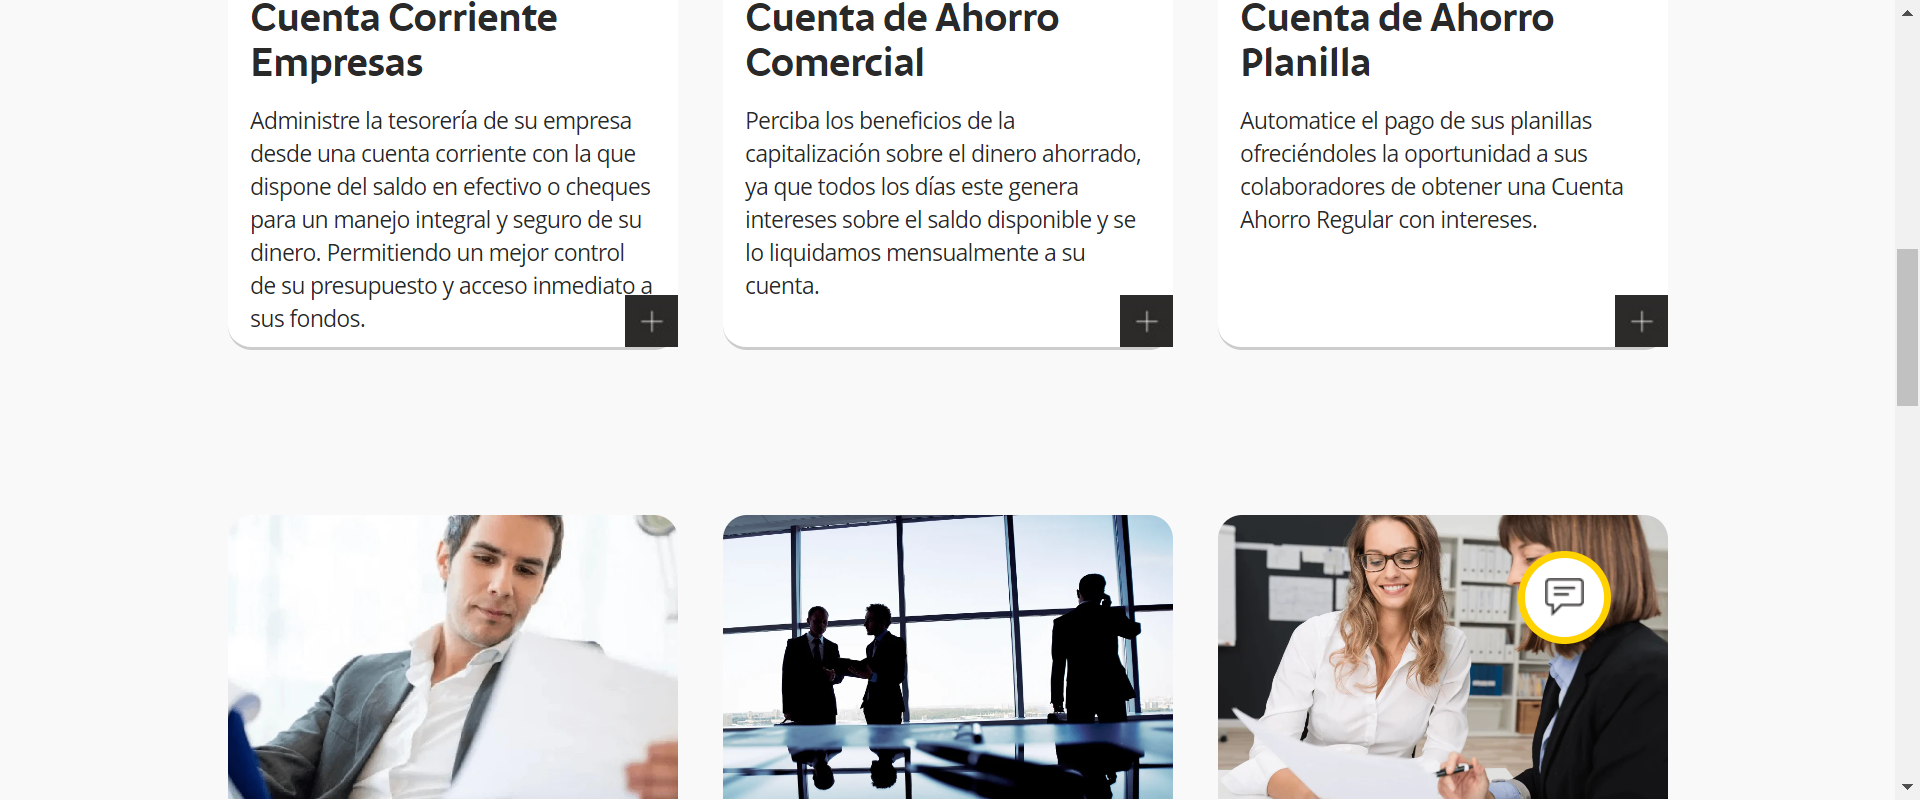 Cuenta Corriente
Empresas
Administre la tesorería de su empresa
desde una cuenta corriente con la que
dispone del saldo en efectivo o cheques
para un manejo integral y seguro de su
dinero. Permitiendo un mejor control
de su presupuesto y acceso inmediato a
sus fondos.
Cuenta de Ahorro
Comercial
Perciba los beneficios de la
capitalización sobre el dinero ahorrado,
ya que todos los días este genera
intereses sobre el saldo disponible y se
lo liquidamos mensualmente a su
cuenta.
Cuenta de Ahorro
Planilla
Automatice el pago de sus planillas
ofreciéndoles la oportunidad a sus
colaboradores de obtener una Cuenta
Ahorro Regular con intereses.